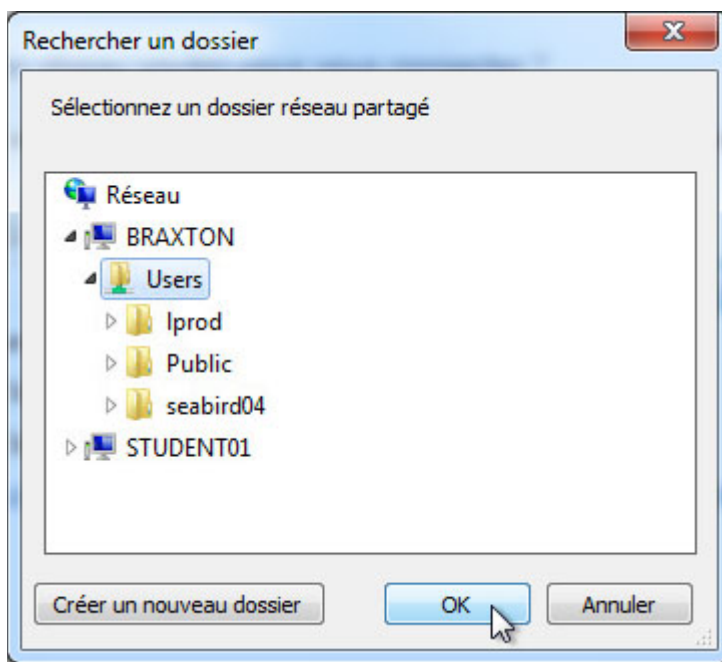 Rechercher un dossier
Sélectionnez un dossier réseau partagé
Réseau
BRAXTON
Users
lprod
Public
seabird04
STUDENT01
Créer un nouveau dossier
OK
Annuler